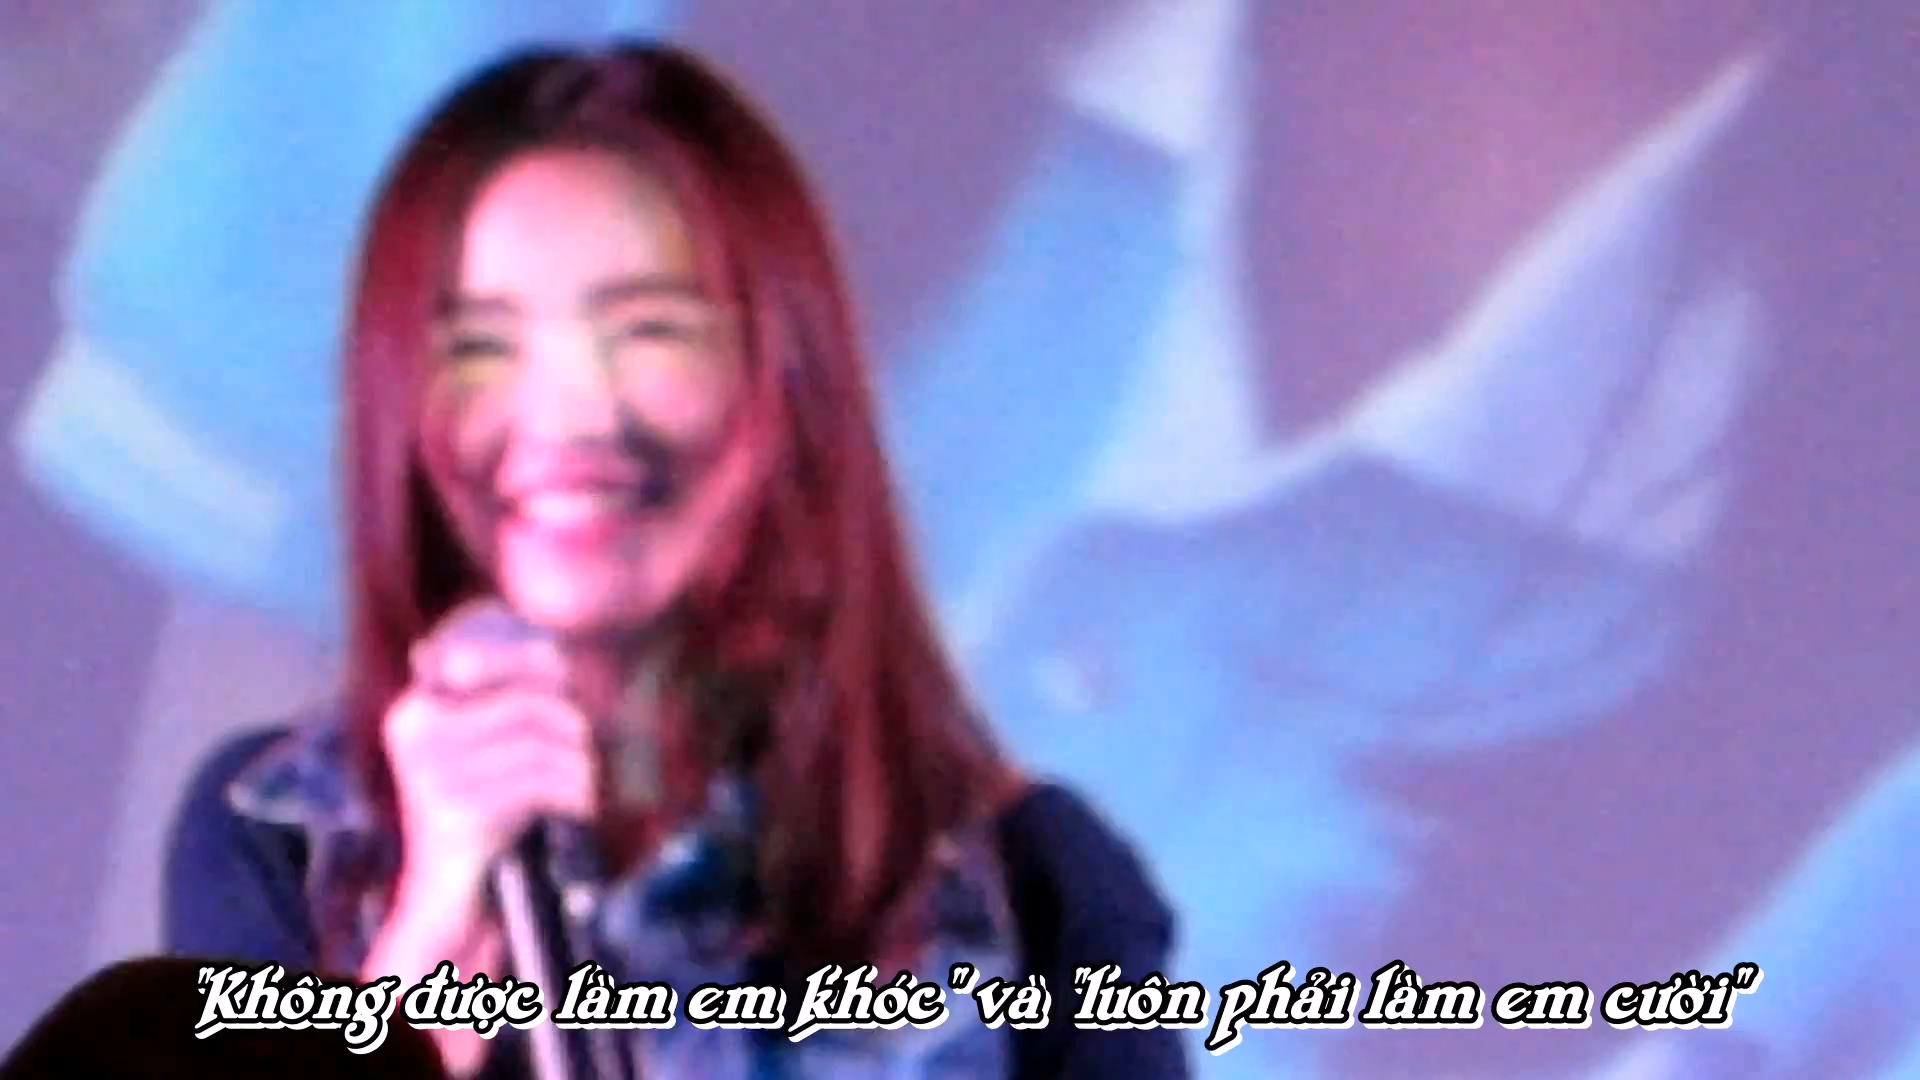 "Không được làm em khóc" và "luôn phải làm em cười"